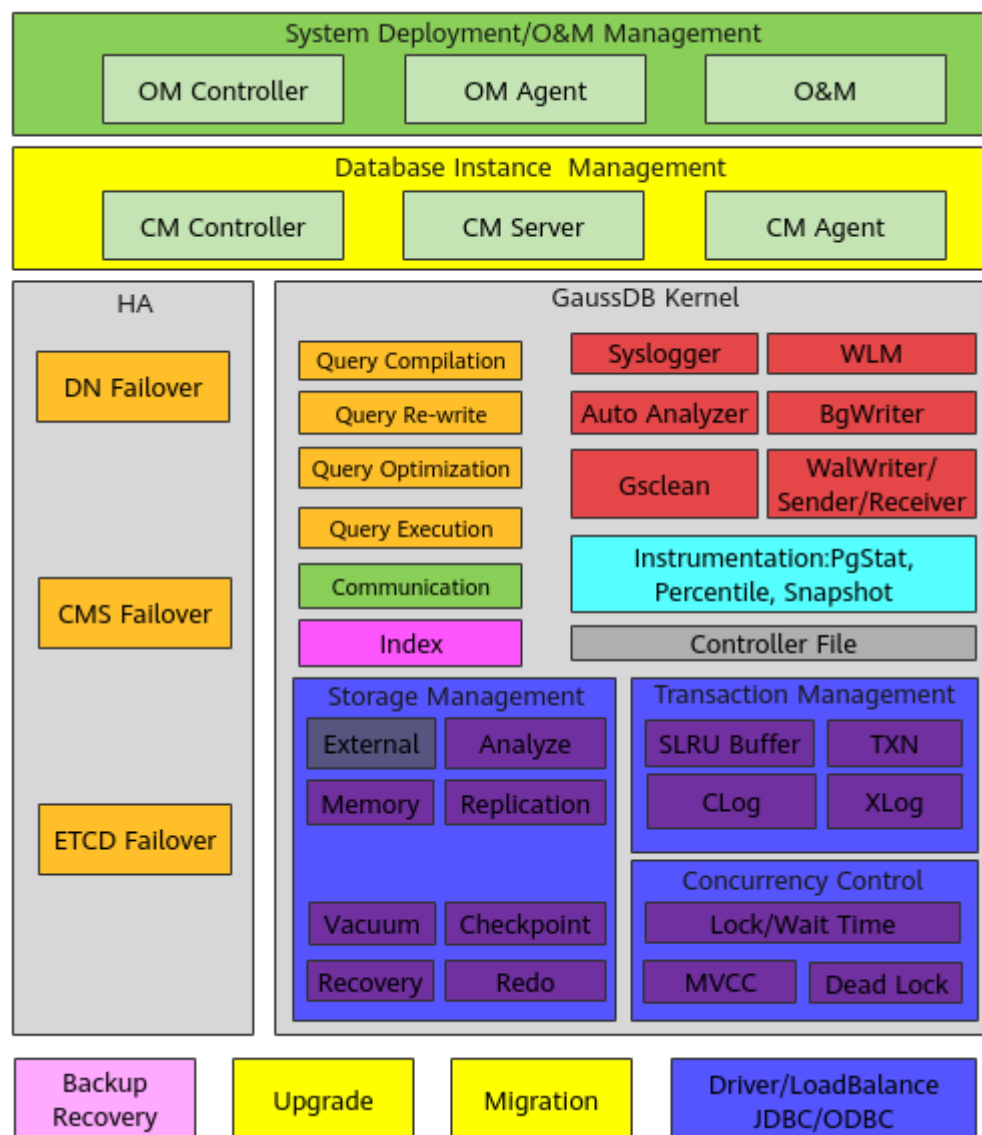 System Deployment/O&M Management
OM Controller
OM Agent
O&M
Database Instance  Management
CM Controller
CM Server
CM Agent
HA
DN Failover
CMS Failover
ETCD Failover
GaussDB Kernel
Query Compilation
Query Re-write
Query Optimization
Query Execution
Communication
Index
Syslogger
WLM
Auto Analyzer
BgWriter
Gsclean
WalWriter/
Sender/Receiver
Instrumentation:PgStat,
Percentile, Snapshot
Controller File
Storage Management
External
Analyze
Memory
Replication
Vacuum
Checkpoint
Recovery
Redo
Transaction Management
SLRU Buffer
TXN
CLog
XLog
Concurrency Control
Lock/Wait Time
MVCC
Dead Lock
Backup
Recovery
Upgrade
Migration
Driver/LoadBalance
JDBC/ODBC